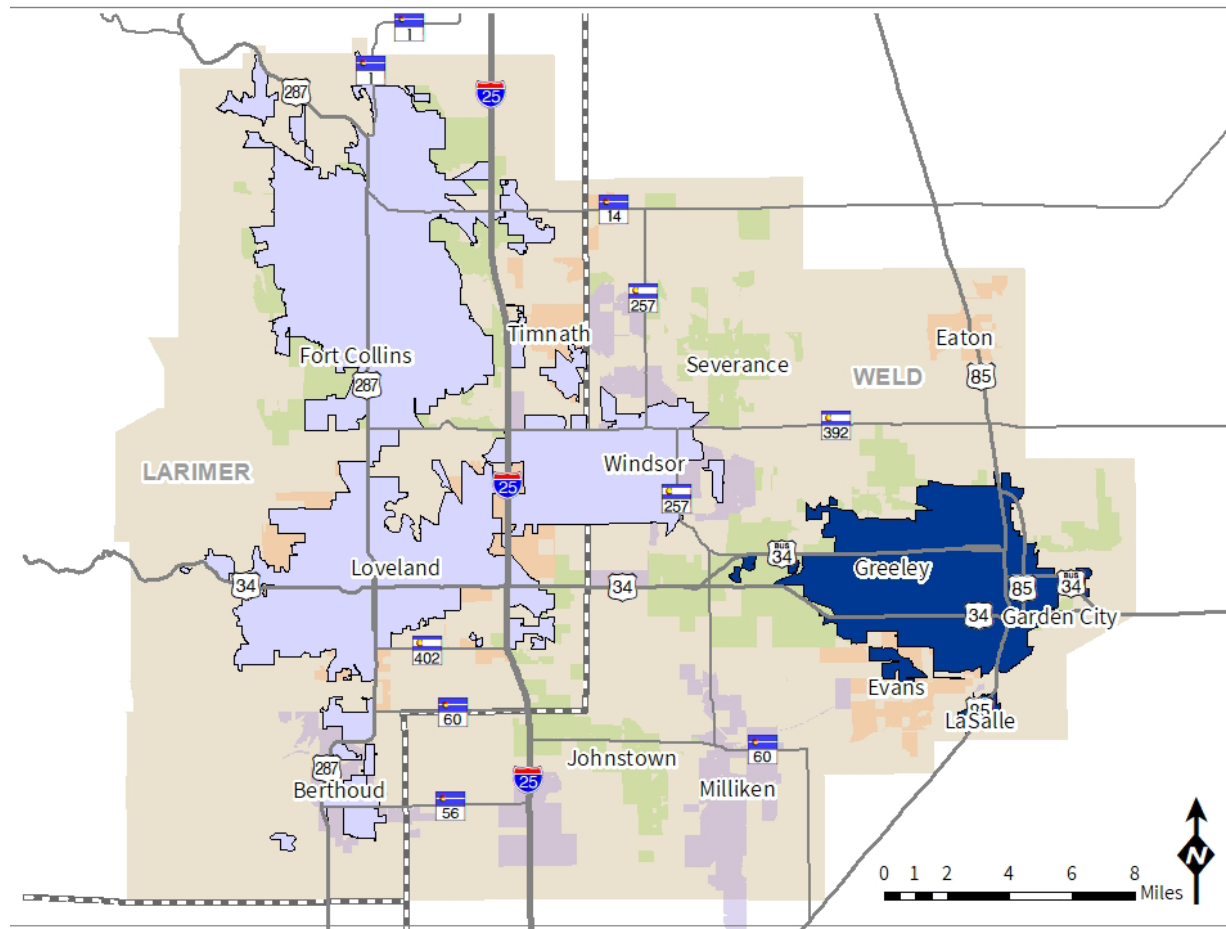 1
1
287
25
14
257
Timnath
Eaton
Fort Collins
Severance
287
WELD
85
392
LARIMER
Windsor
25
257
BUS
34
Loveland
Greeley
34
34
85
BUS
34
34
Garden City
402
Evans
60
85
LaSalle
60
Johnstown
287
25
Berthoud
Milliken
56
N
0 1 2 4 6 8
Miles